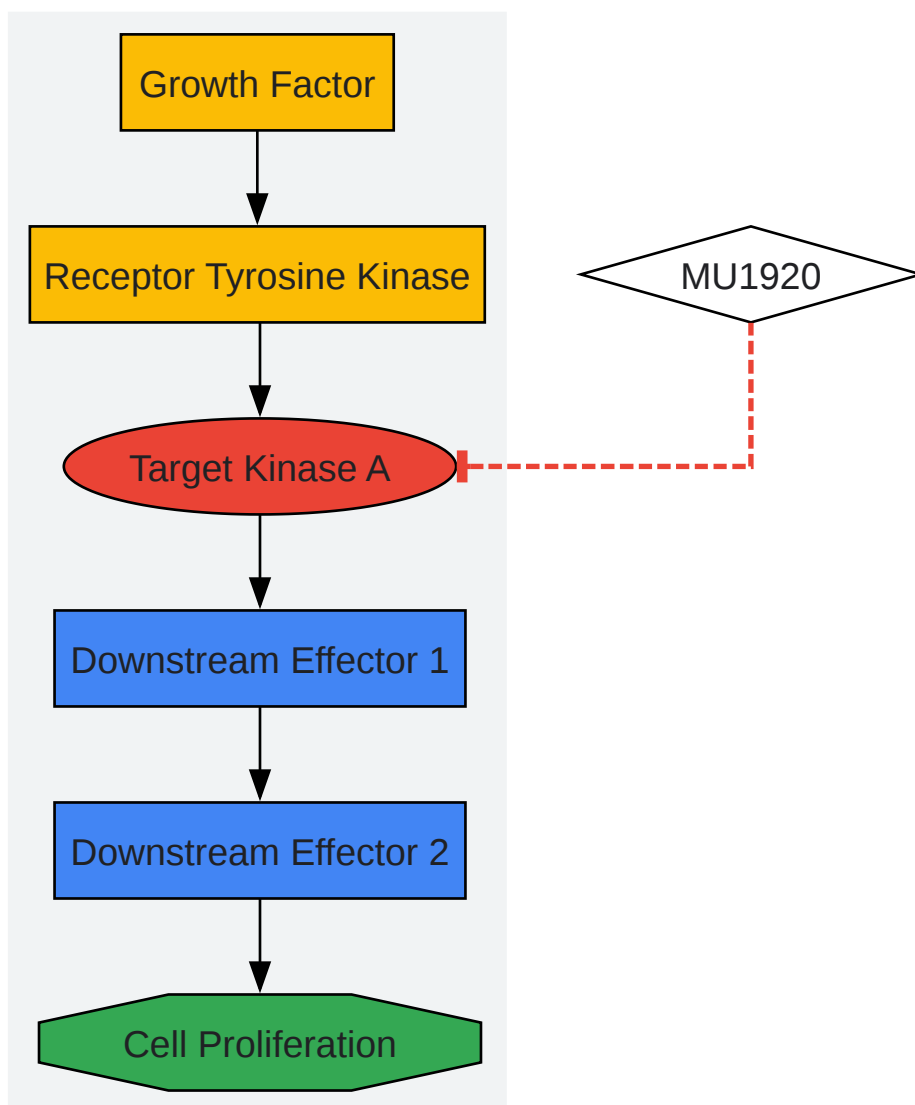 Growth Factor
Receptor Tyrosine Kinase
MU1920
Target Kinase A
Downstream Effector 1
Downstream Effector 2
Cell Proliferation